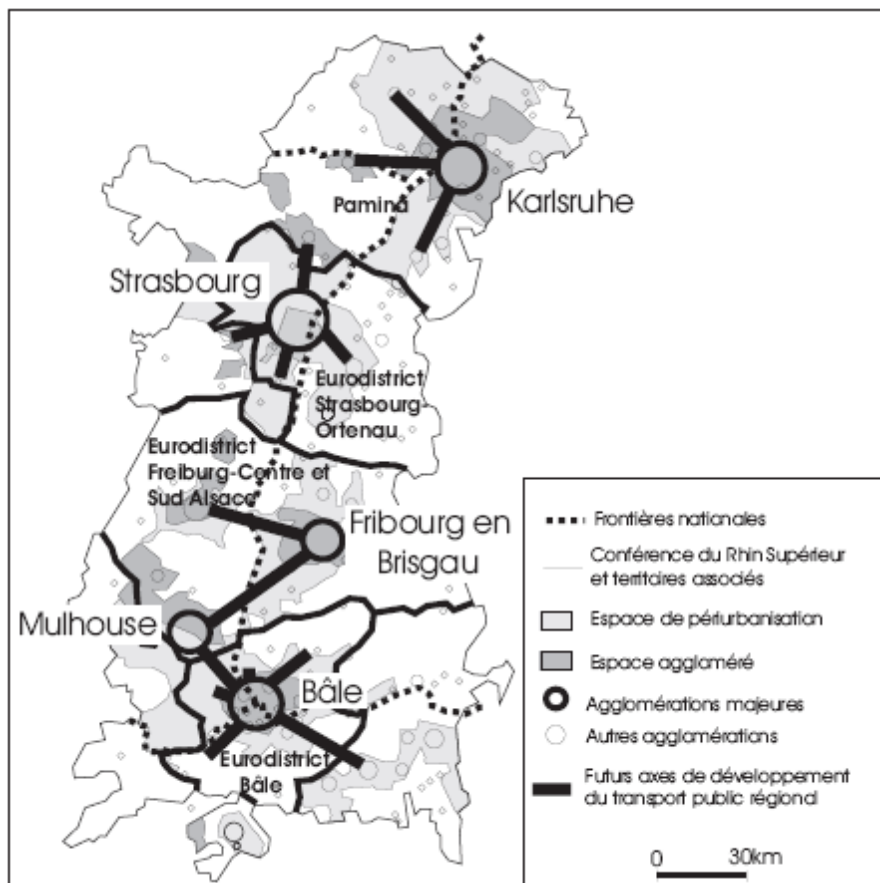 Karlsruhe
Pamina
Strasbourg
Eurodistrict
Strasbourg-
Ortenau
Eurodistrict
Freiburg-Centre et
Sud Alsace
Fribourg en
Brisgau
Mulhouse
Bâle
Eurodistrict
Bâle
Frontières nationales
Conférence du Rhin Supérieur
et territoires associés
Espace de périurbanisation
Espace aggloméré
Agglomérations majeures
Autres agglomérations
Futurs axes de développement
du transport public régional
0 30km